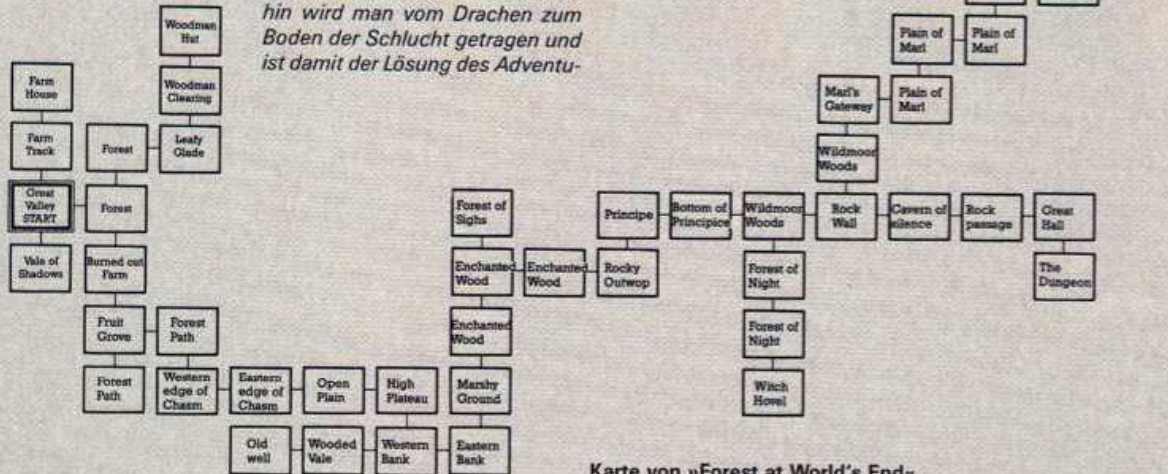 hin wird man vom Drachen zum
Boden der Schlucht getragen und
ist damit der Lösung des Adventu-
Woodman
Hut
Woodman
Clearing
Leafy
Glade
Farm
House
Farm
Track
Forest
Great
Valley
START
Forest
Vale of
Shadows
Burned out
Farm
Fruit
Grove
Forest
Path
Forest
Path
Western
edge of
Chasm
Eastern
edge of
Chasm
Open
Plain
High
Plateau
Marshy
Ground
Old
well
Wooded
Vale
Western
Bank
Eastern
Bank
Forest of
Sighs
Enchanted
Wood
Enchanted
Wood
Rocky
Outwop
Enchanted
Wood
Principe
Bottom of
Principice
Wildmoor
Woods
Rock
Wall
Cavern of
silence
Rock
passage
Great
Hall
The
Dungeon
Forest of
Night
Forest of
Night
Witch
Hovel
Plain of
Marl
Plain of
Marl
Marl's
Gateway
Plain of
Marl
Wildmoor
Woods
Karte von »Forest at World's End«